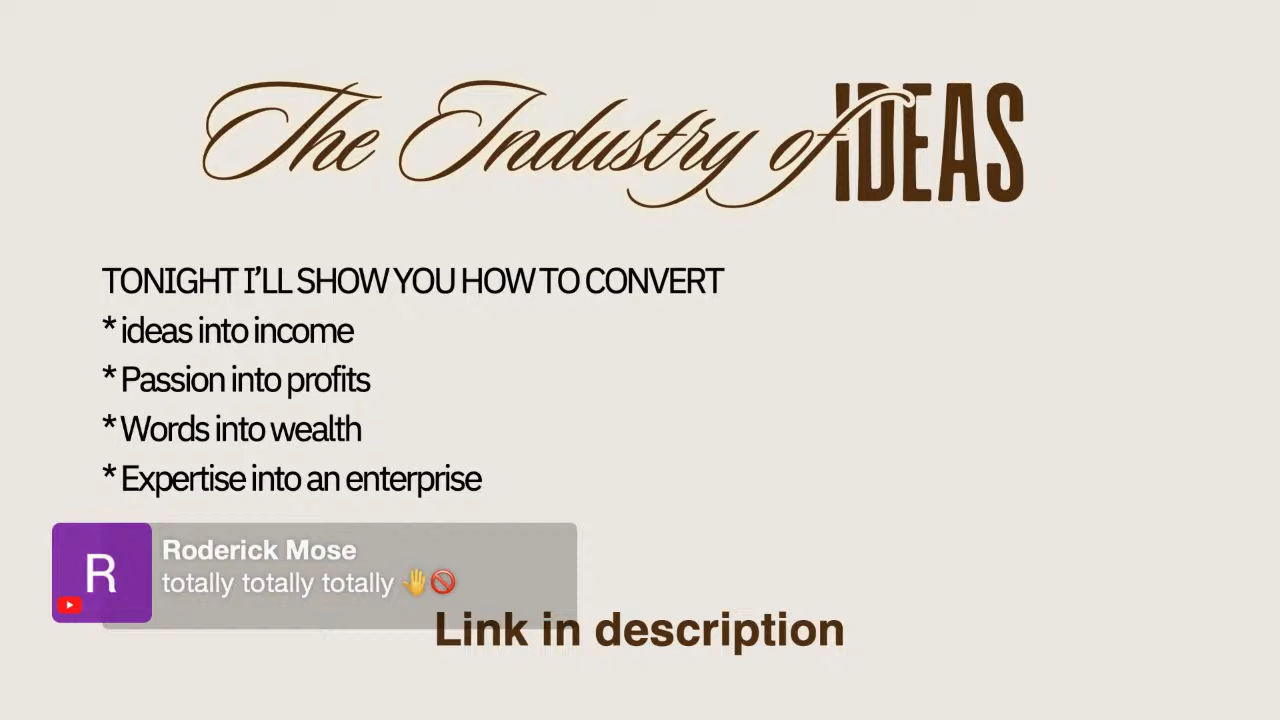 The Industry of IDEAS
TONIGHT I’LL SHOW YOU HOW TO CONVERT
* ideas into income
* Passion into profits
* Words into wealth
* Expertise into an enterprise
R
Roderick Mose
totally totally totally 🤚🚫
Link in description